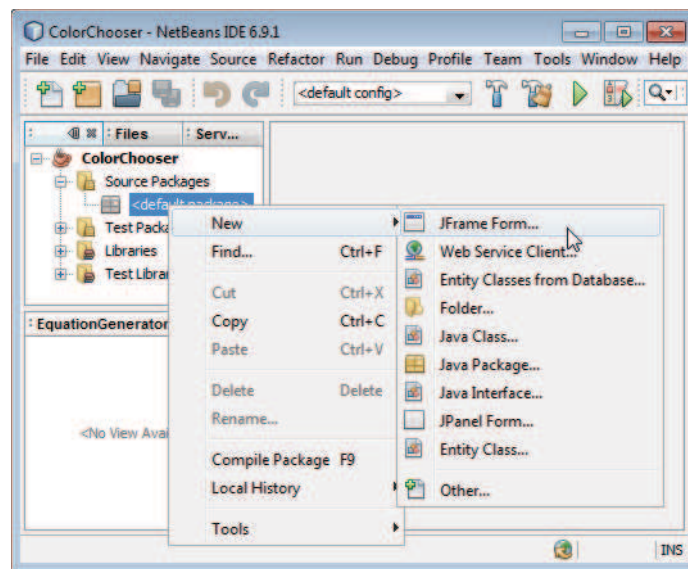 ColorChooser - NetBeans IDE 6.9.1
File Edit View Navigate Source Refactor Run Debug Profile Team Tools Window Help
<default config>
Files Serv...
ColorChooser
Source Packages
<default package>
Test Packa
Libraries
Test Librar
EquationGenerator
<No View Avai
New
Find... Ctrl+F
Cut Ctrl+X
Copy Ctrl+C
Paste Ctrl+V
Delete Delete
Rename...
Compile Package F9
Local History
Tools
JFrame Form...
Web Service Client...
Entity Classes from Database...
Folder...
Java Class...
Java Package...
Java Interface...
JPanel Form...
Entity Class...
Other...
INS